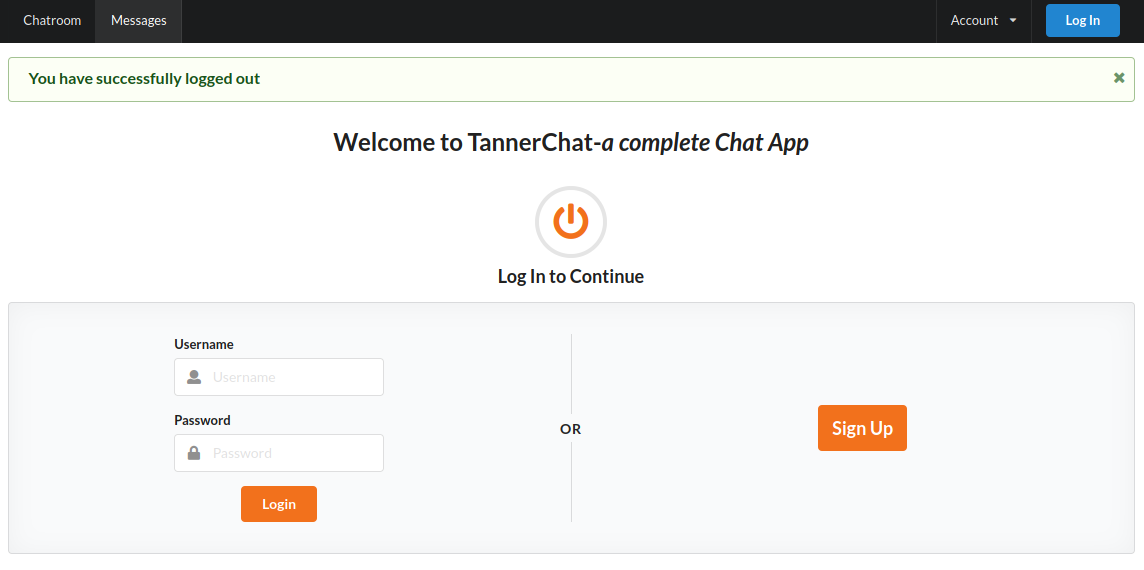 Chatroom Messages Account Log In
You have successfully logged out
Welcome to TannerChat-a complete Chat App
Log In to Continue
Username
Username
Password
Password
Login
OR
Sign Up